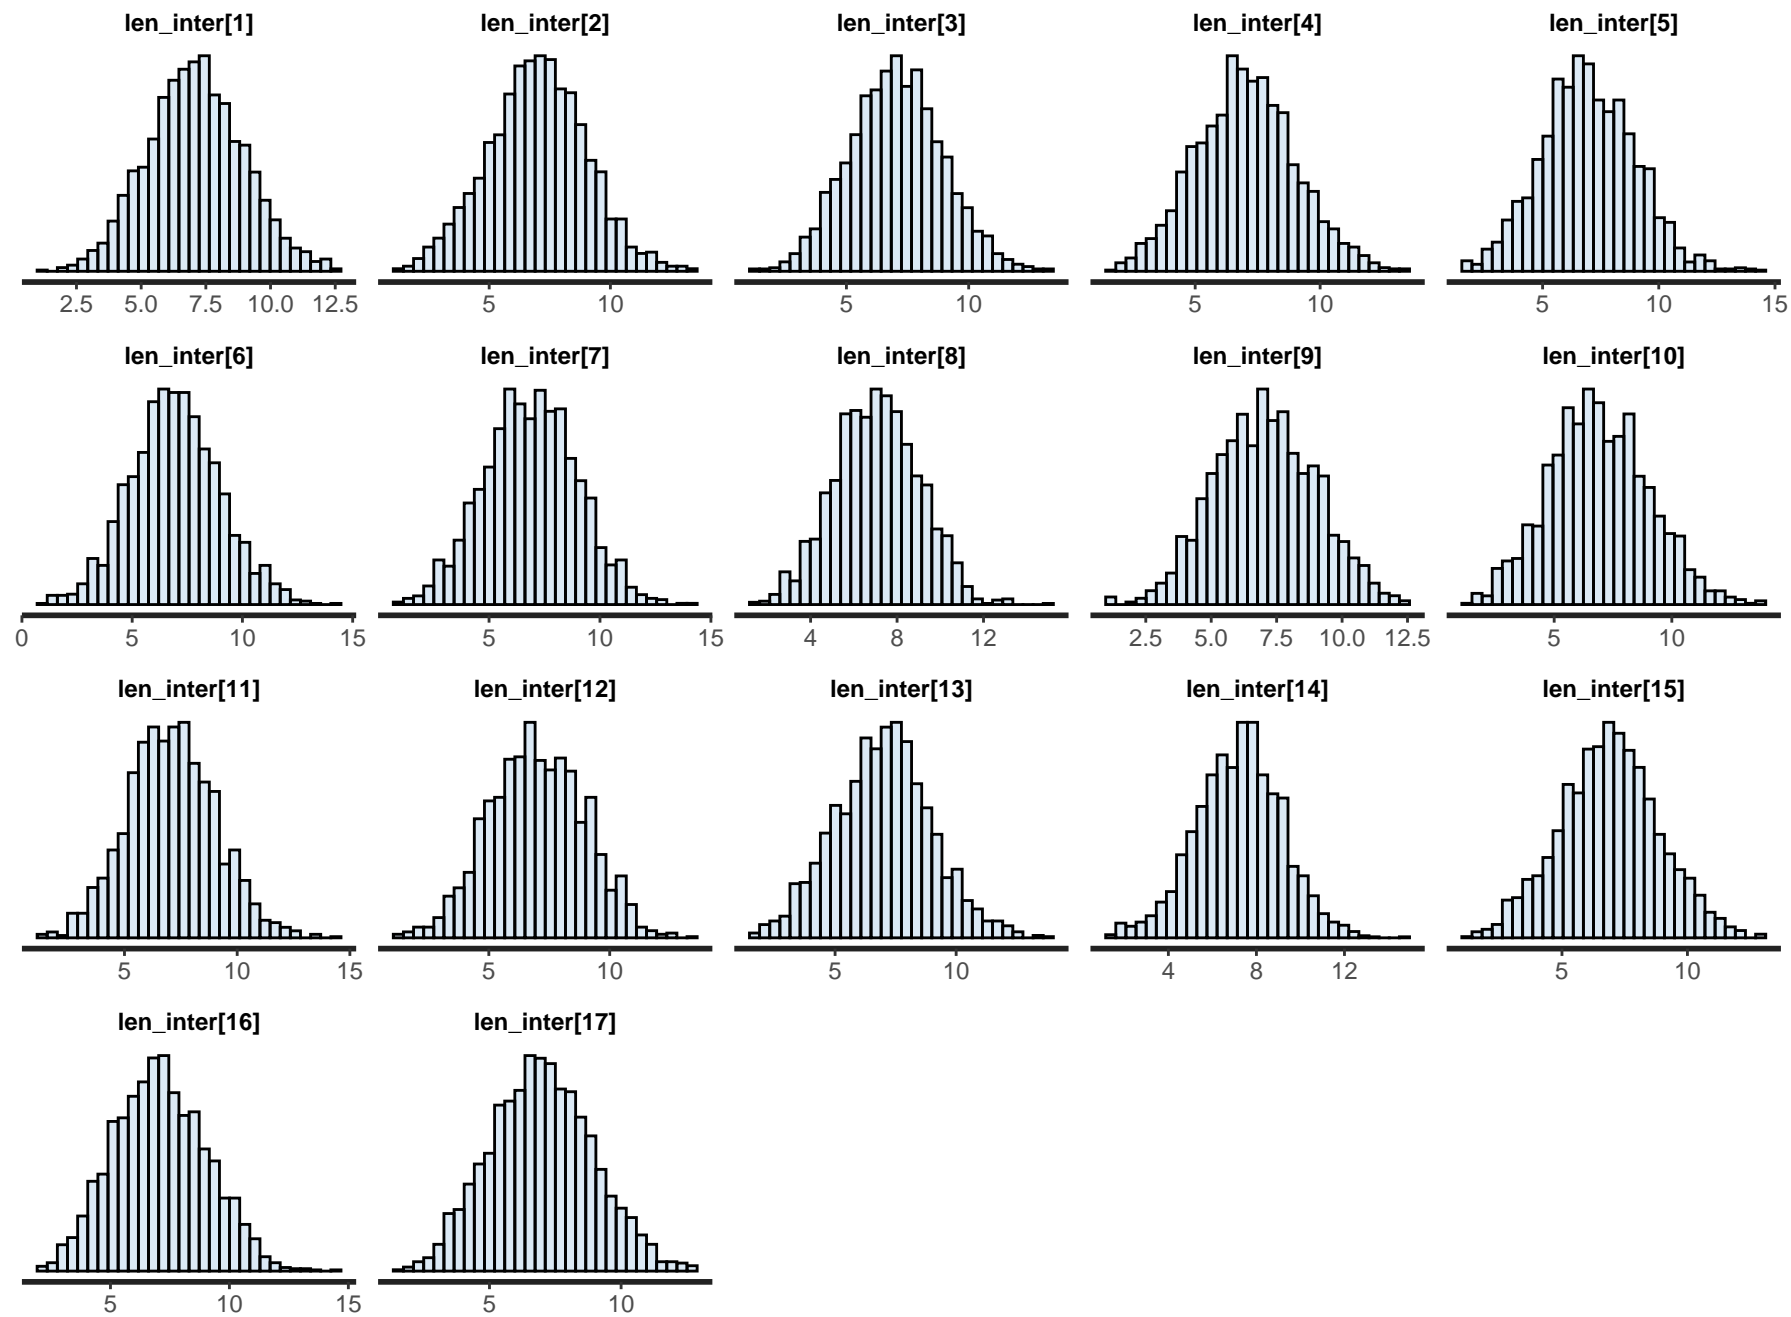 len_inter[1] len_inter[2] len_inter[3] len_inter[4] len_inter[5]
2.5 5.0 7.5 10.0 12.5 5 10 5 10 5 10 5 10 15
len_inter[6] len_inter[7] len_inter[8] len_inter[9] len_inter[10]
0 5 10 15 5 10 15 4 8 12 2.5 5.0 7.5 10.0 12.5 5 10
len_inter[11] len_inter[12] len_inter[13] len_inter[14] len_inter[15]
5 10 15 5 10 5 10 4 8 12 5 10
len_inter[16] len_inter[17]
5 10 15 5 10